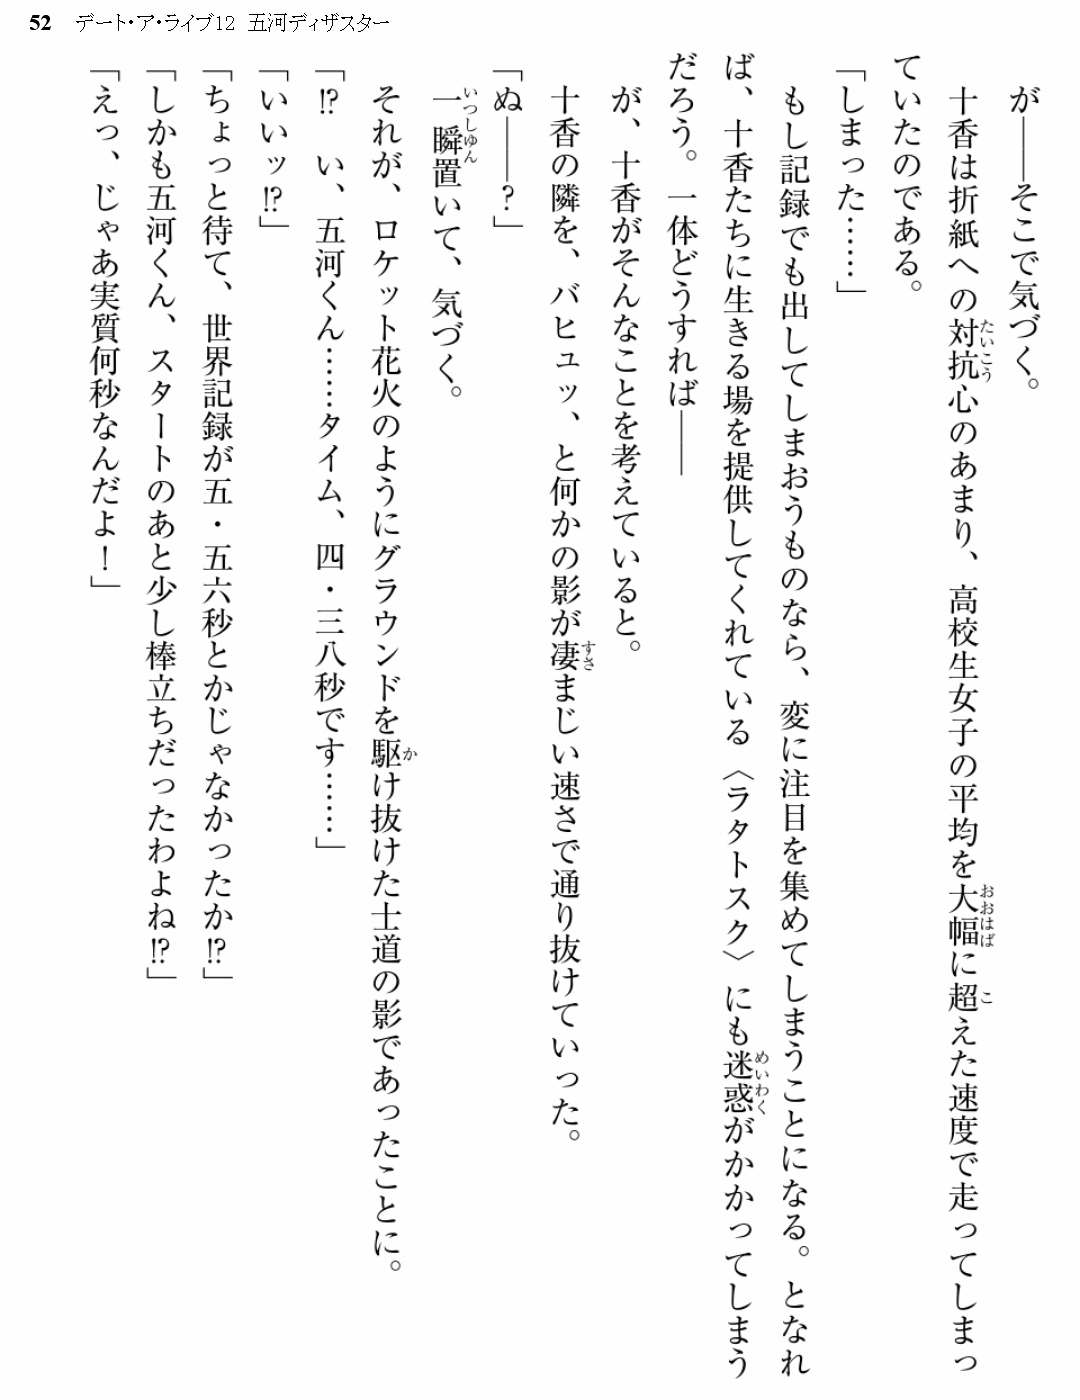 52 デート・ア・ライブ12 五河ディザスター
が――そこで気づく。
十香は折紙への対抗心のあまり、高校生女子の平均を大幅に超えた速度で走ってしまっ
ていたのである。
「しまった……」
もし記録でも出してしまおうものなら、変に注目を集めてしまうことになる。となれ
ば、十香たちに生きる場を提供してくれている〈ラタトスク〉にも迷惑がかかってしまう
だろう。一体どうすれば――
が、十香がそんなことを考えていると。
十香の隣を、バヒュッ、と何かの影が凄まじい速さで通り抜けていった。
「ぬ――?」
一瞬置いて、気づく。
それが、ロケット花火のようにグラウンドを駆け抜けた士道の影であったことに。
「!? い、五河くん……タイム、四・三八秒です……」
「いいッ!?」
「ちょっと待て、世界記録が五・五六秒とかじゃなかったか!?」
「しかも五河くん、スタートのあと少し棒立ちだったわよね!?」
「えっ、じゃあ実質何秒なんだよ！」